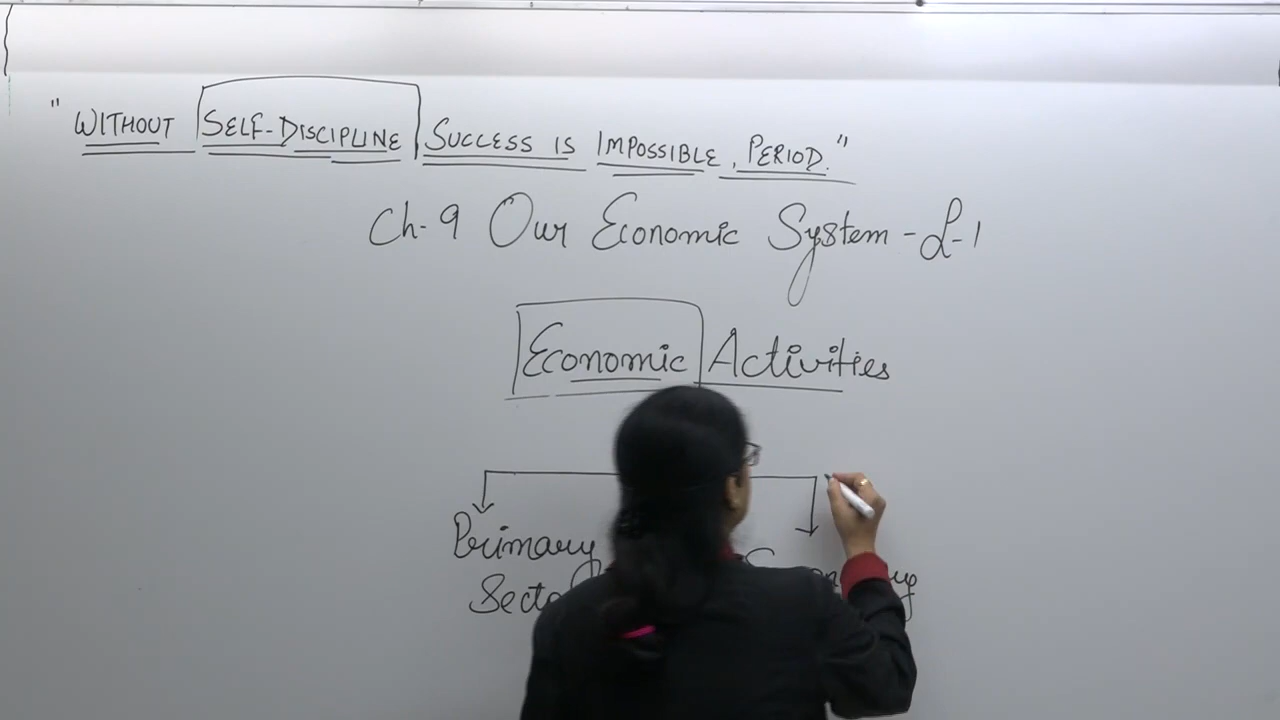 "WITHOUT SELF-DISCIPLINE SUCCESS IS IMPOSSIBLE, PERIOD."
Ch-9 Our Economic System - L-1
Economic Activities
Primary